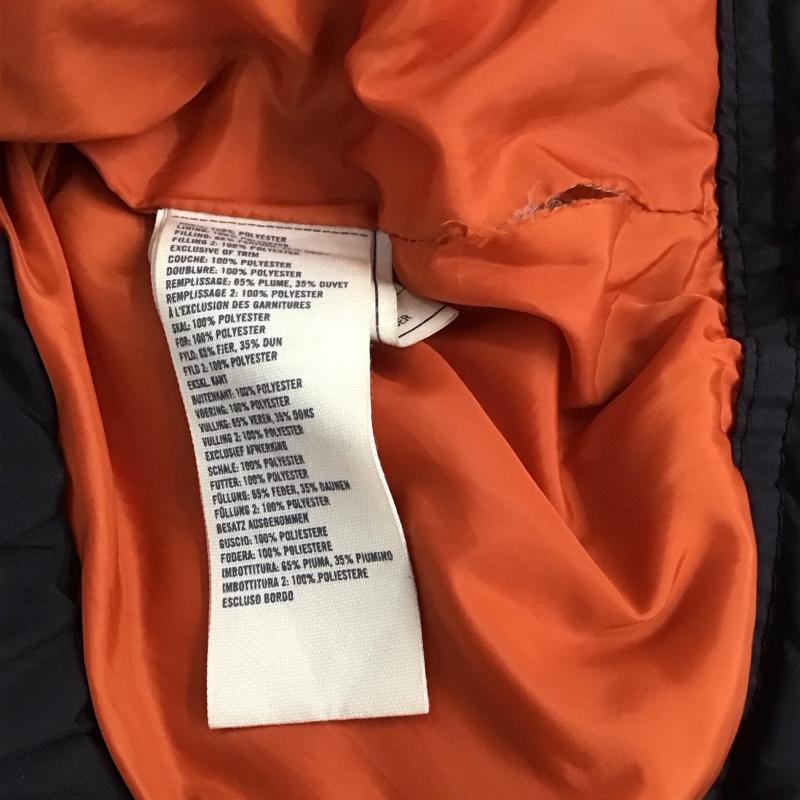 LINING: 100% POLYESTER
FILLING: 65%
FILLING 2: 100% POLYESTER
EXCLUSIVE OF TRIM
COUCHE: 100% POLYESTER
DOUBLURE: 100% POLYESTER
REMPLISSAGE: 65% PLUME, 35% DUVET
REMPLISSAGE 2: 100% POLYESTER
À L'EXCLUSION DES GARNITURES
SKAL: 100% POLYESTER
FOR: 100% POLYESTER
FYLD: 65% FJER, 35% DUN
FYLD 2: 100% POLYESTER
EKSKL. KANT
BUITENKANT: 100% POLYESTER
VOERING: 100% POLYESTER
VULLING: 65% VEREN, 35% DONS
VULLING 2: 100% POLYESTER
EXCLUSIEF AFWERKING
SCHALE: 100% POLYESTER
FUTTER: 100% POLYESTER
FÜLLUNG: 65% FEDER, 35% DAUNEN
FÜLLUNG 2: 100% POLYESTER
BESATZ AUSGENOMMEN
GUSCIO: 100% POLIESTERE
FODERA: 100% POLIESTERE
IMBOTTITURA: 65% PIUMA, 35% PIUMINO
IMBOTTITURA 2: 100% POLIESTERE
ESCLUSO BORDO